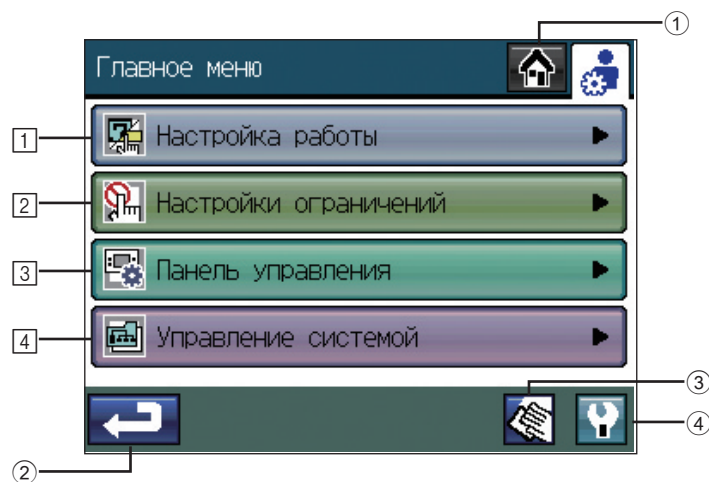 ①
Главное меню
1 Настройка работы
2 Настройки ограничений
3 Панель управления
4 Управление системой
③
④
②